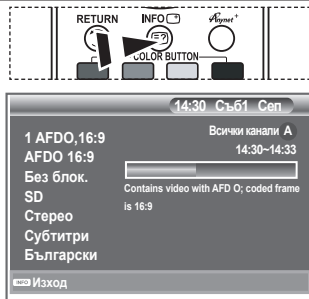 RETURN INFO Anynet+
COLOR BUTTON
14:30 Съб1 Сеп
1 AFDO,16:9
AFDO 16:9
Без блок.
SD
Стерео
Субтитри
Български
Всички канали A
14:30~14:33
Contains video with AFD O; coded frame
is 16:9
INFO Изход